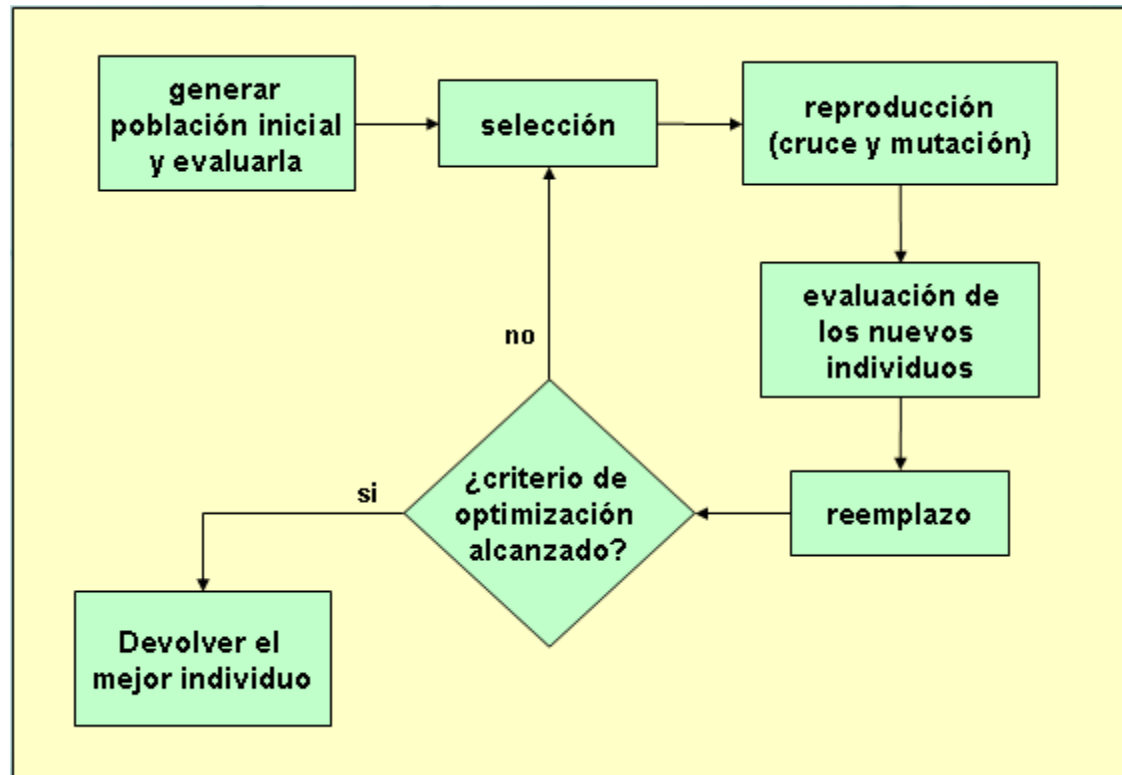 generar
población inicial
y evaluarla
selección
reproducción
(cruce y mutación)
evaluación de
los nuevos
individuos
reemplazo
¿criterio de
optimización
alcanzado?
no
si
Devolver el
mejor individuo